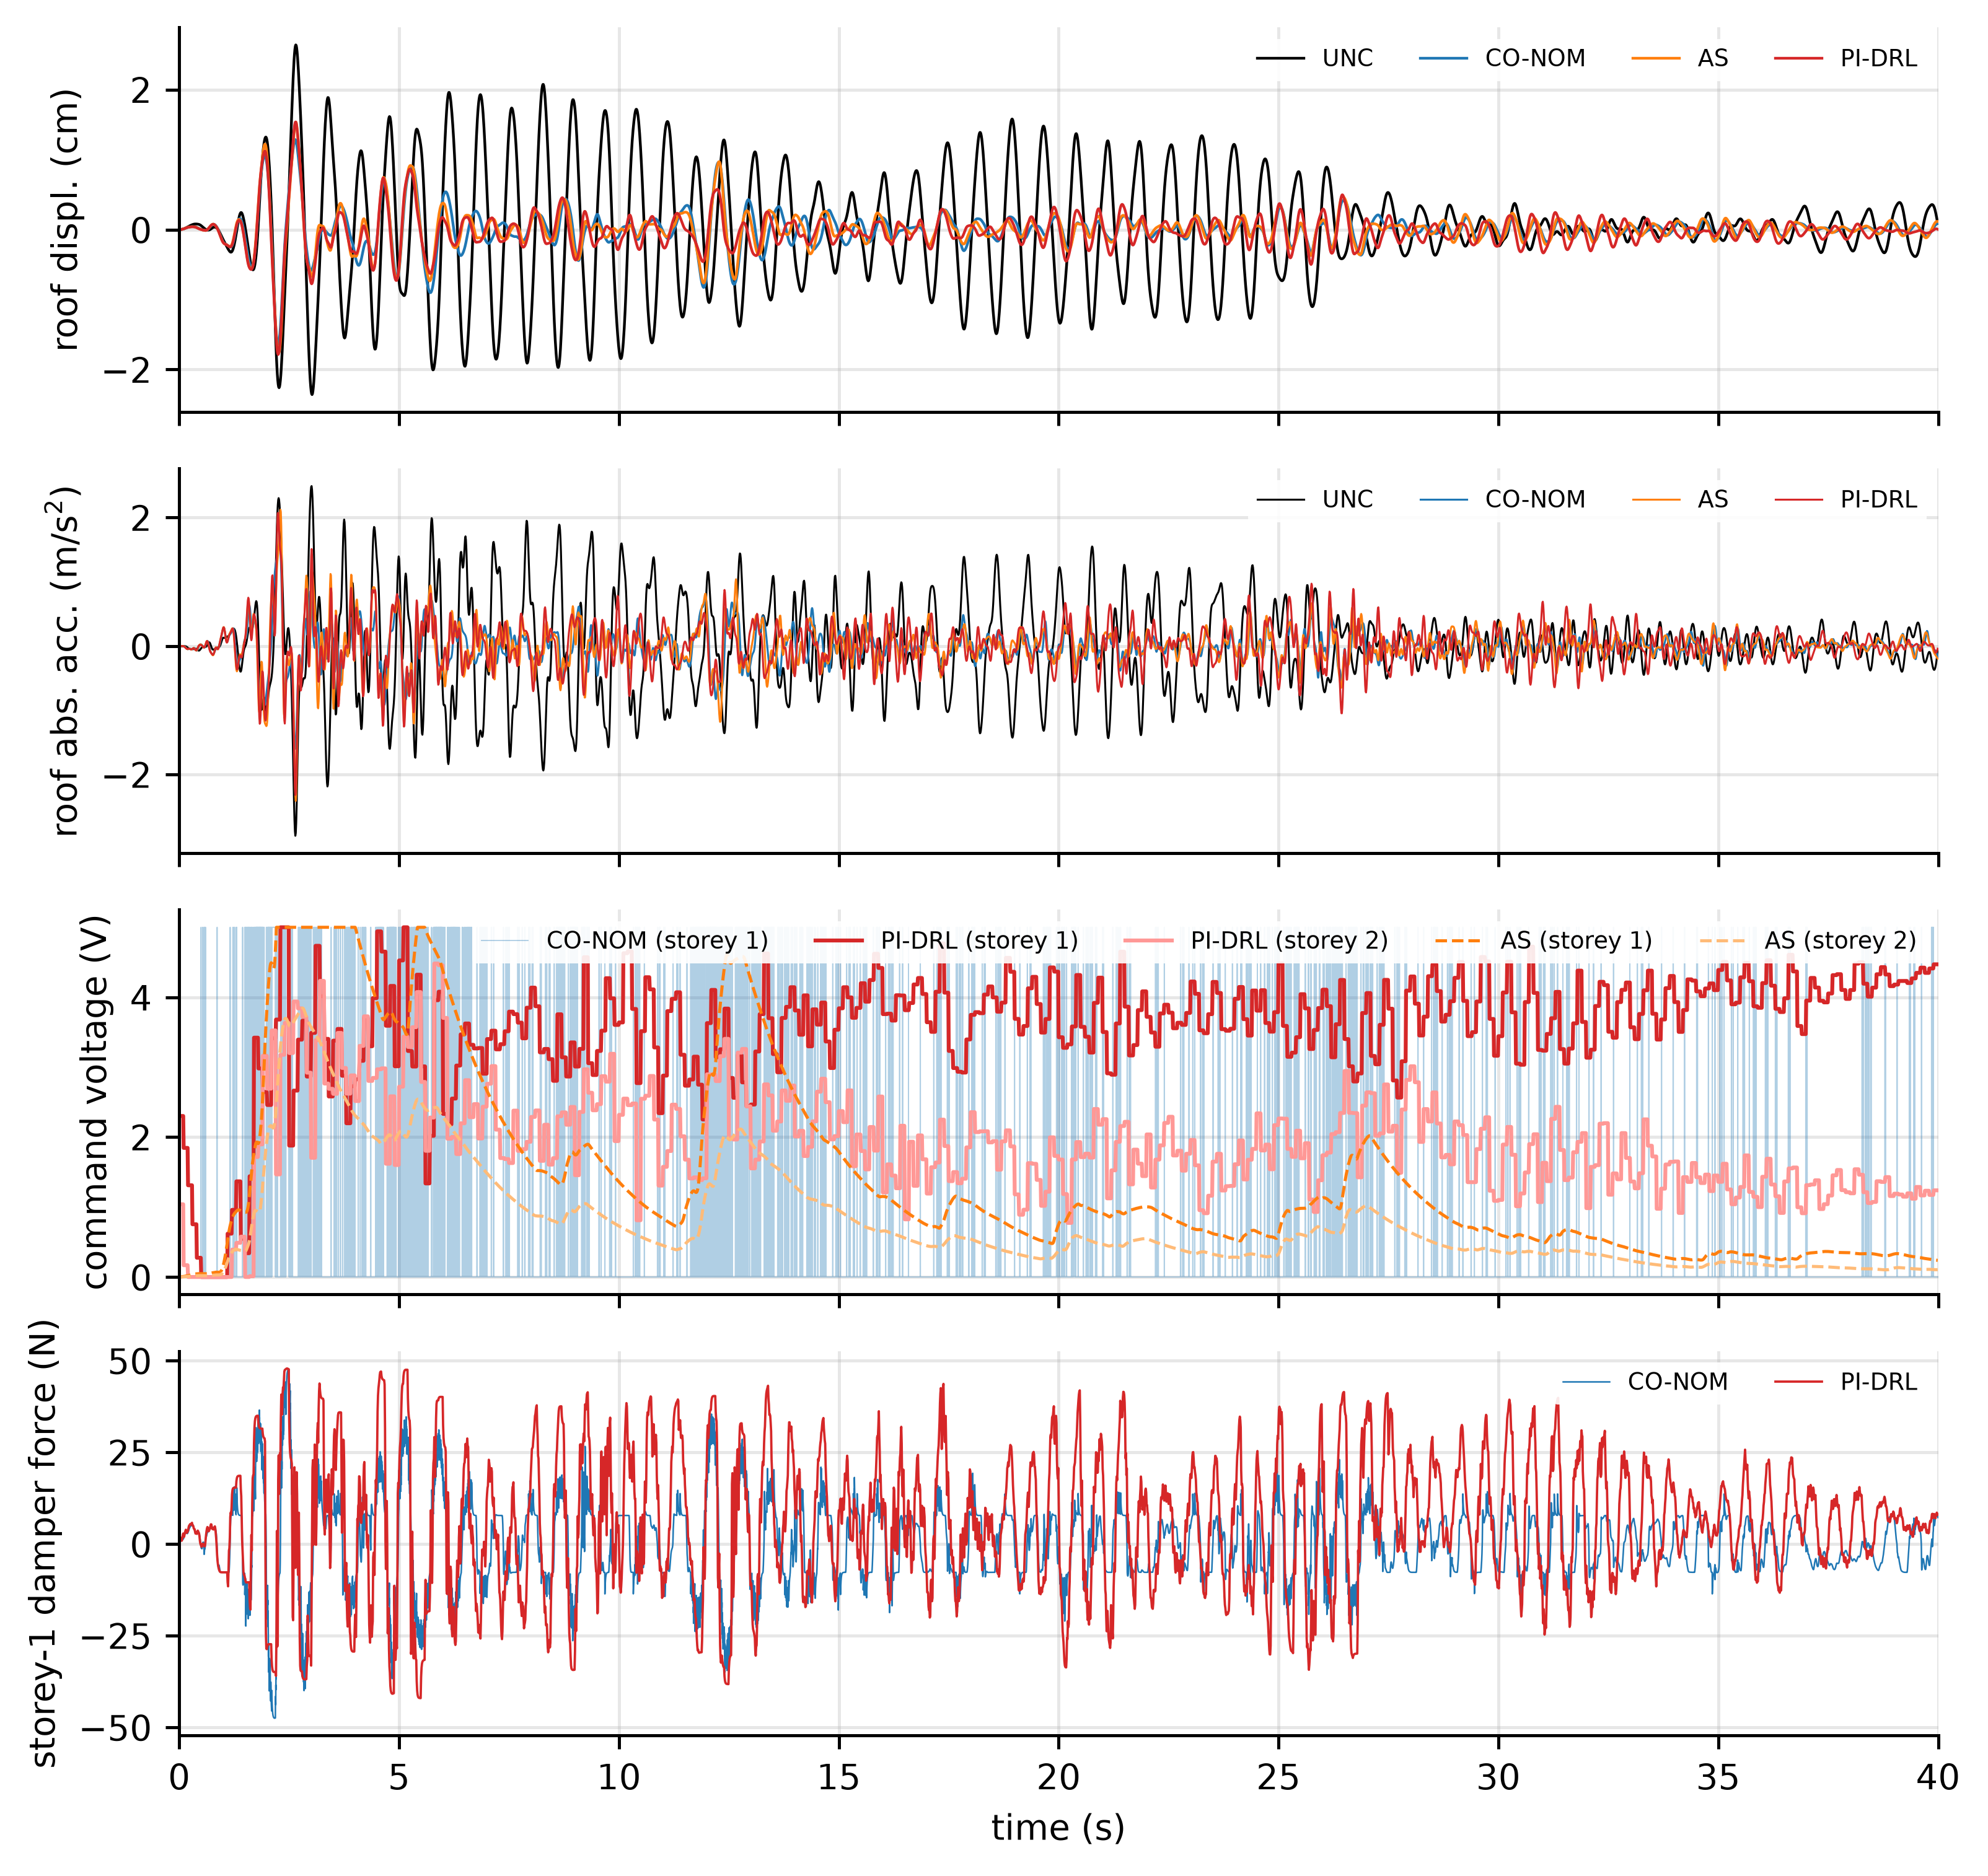 UNC CO-NOM AS PI-DRL
roof displ. (cm)
2
0
−2
UNC CO-NOM AS PI-DRL
roof abs. acc. (m/s²)
2
0
−2
CO-NOM (storey 1) PI-DRL (storey 1) PI-DRL (storey 2) AS (storey 1) AS (storey 2)
command voltage (V)
4
2
0
CO-NOM PI-DRL
storey-1 damper force (N)
50
25
0
−25
−50
0 5 10 15 20 25 30 35 40
time (s)